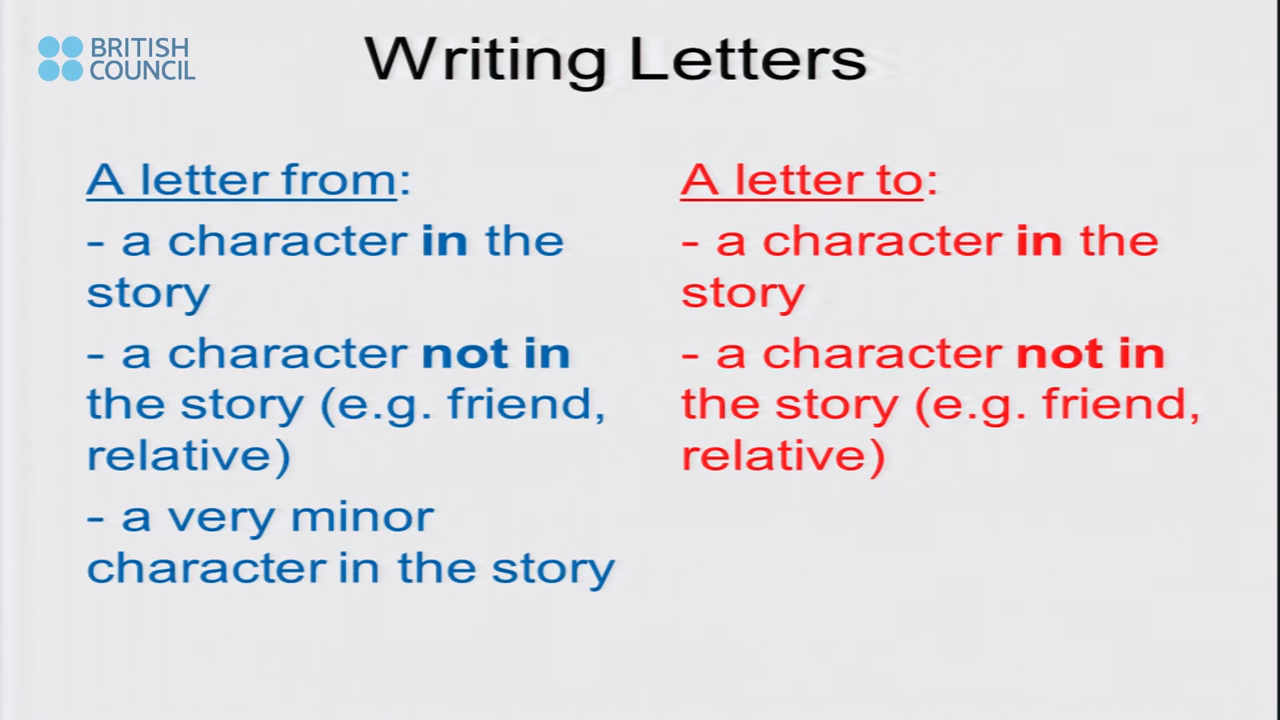 BRITISH
COUNCIL
Writing Letters
A letter from:
- a character in the
story
- a character not in
the story (e.g. friend,
relative)
- a very minor
character in the story
A letter to:
- a character in the
story
- a character not in
the story (e.g. friend,
relative)